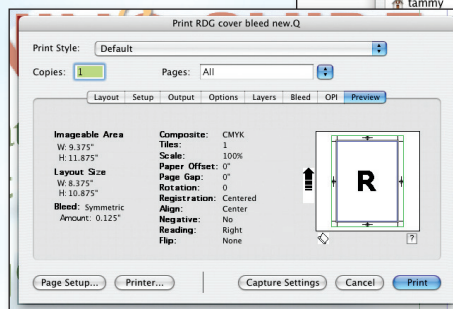 tammy
Print RDG cover bleed new.Q
Print Style: Default
Copies: 1 Pages: All
Layout Setup Output Options Layers Bleed OPI Preview
Imageable Area
W: 9.375"
H: 11.875"
Layout Size
W: 8.375"
H: 10.875"
Bleed: Symmetric
Amount: 0.125"
Composite: CMYK
Tiles: 1
Scale: 100%
Paper Offset: 0"
Page Gap: 0"
Rotation: 0
Registration: Centered
Align: Center
Negative: No
Reading: Right
Flip: None
R
?
Page Setup... Printer... Capture Settings Cancel Print